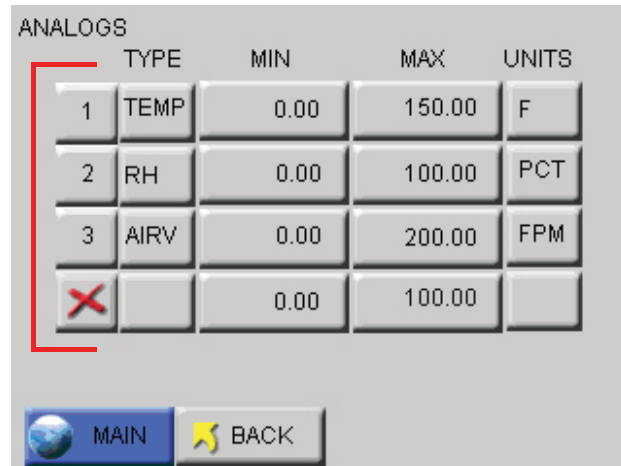 ANALOGS
TYPE MIN MAX UNITS
1 TEMP 0.00 150.00 F
2 RH 0.00 100.00 PCT
3 AIRV 0.00 200.00 FPM
0.00 100.00
MAIN BACK